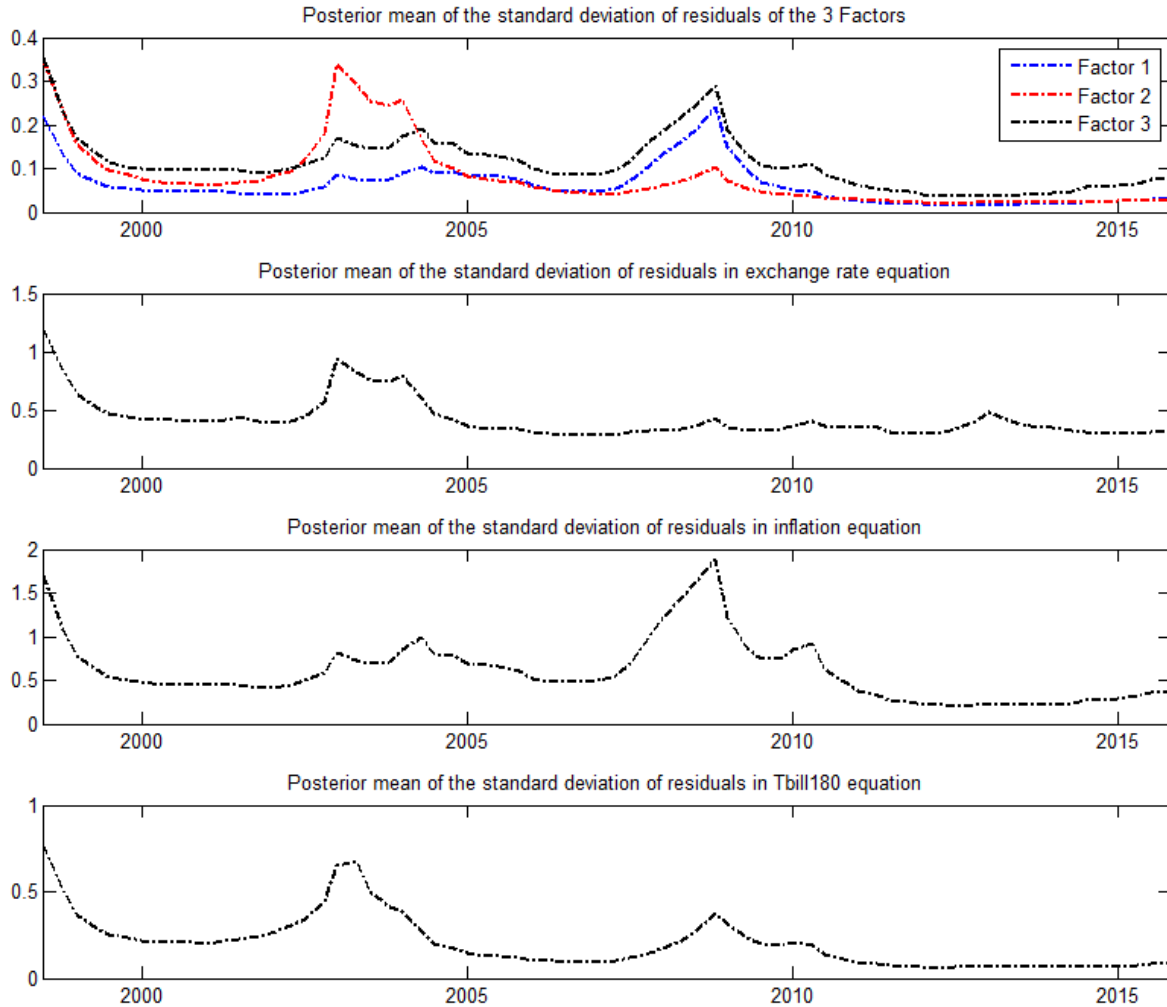 Posterior mean of the standard deviation of residuals of the 3 Factors
0.4
0.3
0.2
0.1
0
Factor 1
Factor 2
Factor 3
2000 2005 2010 2015
Posterior mean of the standard deviation of residuals in exchange rate equation
1.5
1
0.5
0
2000 2005 2010 2015
Posterior mean of the standard deviation of residuals in inflation equation
2
1.5
1
0.5
0
2000 2005 2010 2015
Posterior mean of the standard deviation of residuals in Tbill180 equation
1
0.5
0
2000 2005 2010 2015